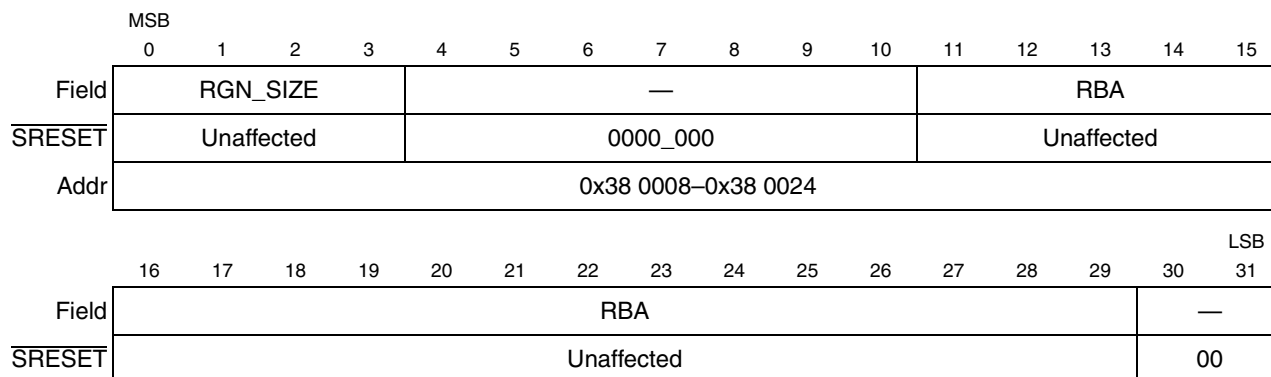 MSB
0 1 2 3 4 5 6 7 8 9 10 11 12 13 14 15
Field RGN_SIZE — RBA
SRESET Unaffected 0000_000 Unaffected
Addr 0x38 0008–0x38 0024
LSB
16 17 18 19 20 21 22 23 24 25 26 27 28 29 30 31
Field RBA —
SRESET Unaffected 00